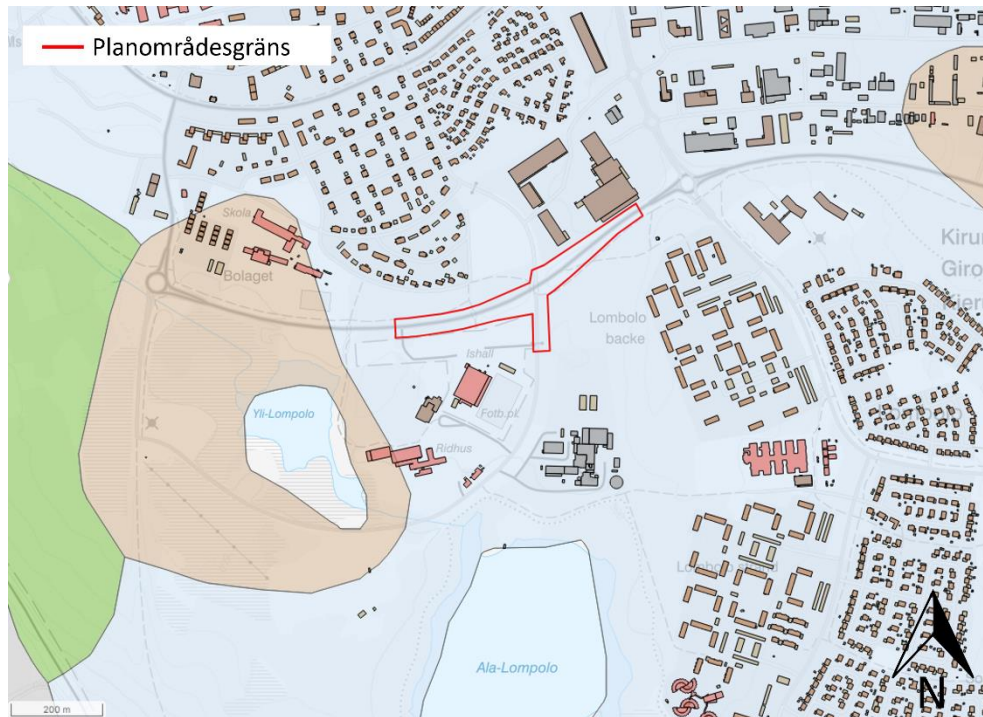 Planområdesgräns
Skola
Bolaget
Kiru
Giro
Lombolo
backe
Ishall
Yli-Lompolo
Fotb.pl.
Ridhus
Ala-Lompolo
N
200 m